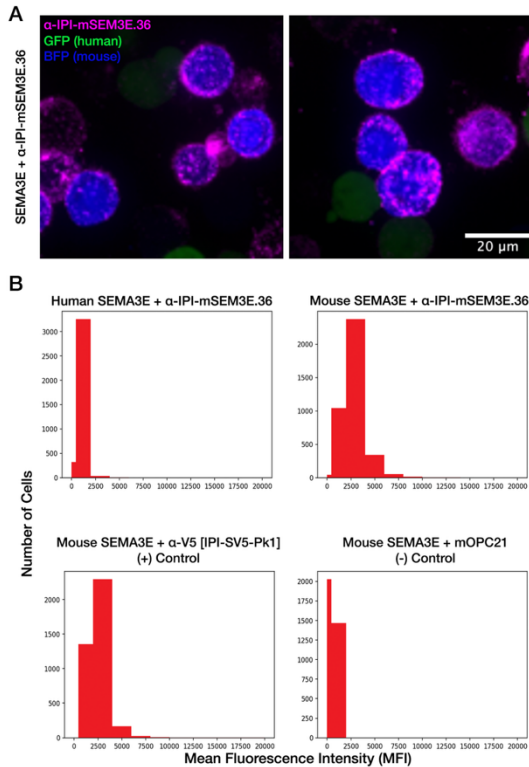 A
SEMA3E + α-IPI-mSEM3E.36
α-IPI-mSEM3E.36
GFP (human)
BFP (mouse)
20 μm
B
Number of Cells
Human SEMA3E + α-IPI-mSEM3E.36
3000
2500
2000
1500
1000
500
0
0 2500 5000 7500 10000 12500 15000 17500 20000
Mouse SEMA3E + α-IPI-mSEM3E.36
2000
1500
1000
500
0
0 2500 5000 7500 10000 12500 15000 17500 20000
Mouse SEMA3E + α-V5 [IPI-SV5-Pk1]
(+) Control
2000
1500
1000
500
0
0 2500 5000 7500 10000 12500 15000 17500 20000
Mouse SEMA3E + mOPC21
(-) Control
2000
1750
1500
1250
1000
750
500
250
0
0 2500 5000 7500 10000 12500 15000 17500 20000
Mean Fluorescence Intensity (MFI)